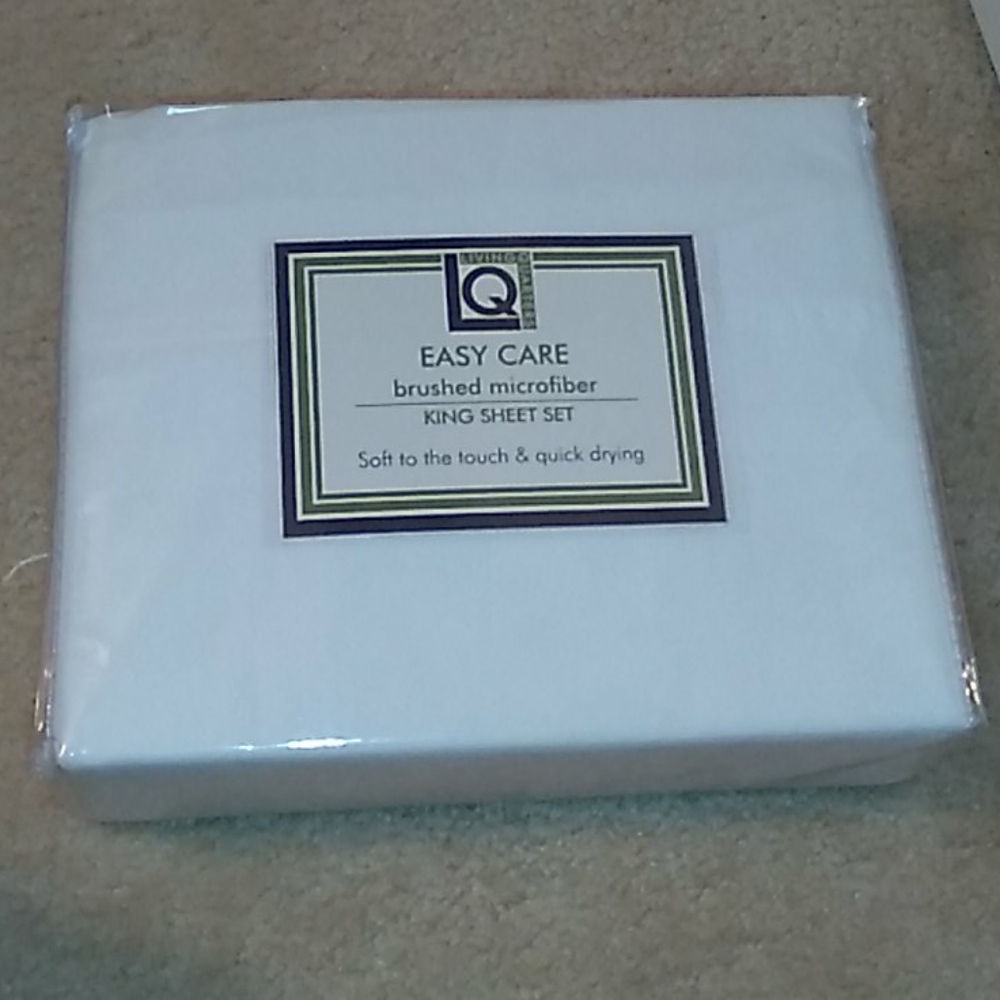 LIVING
QUARTERS
LQ
EASY CARE
brushed microfiber
KING SHEET SET
Soft to the touch & quick drying